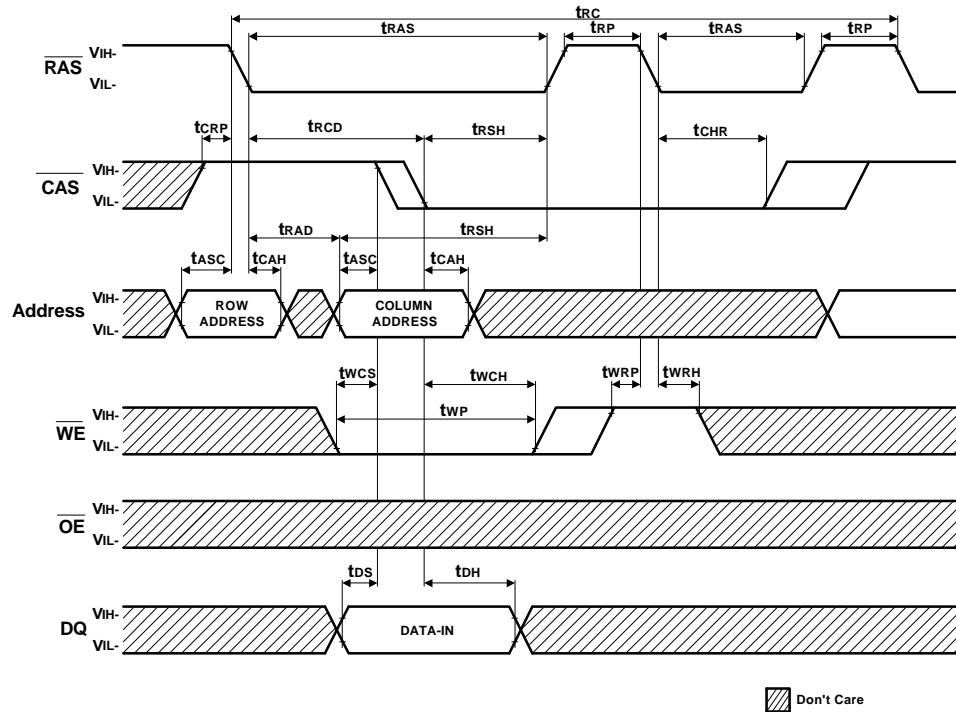 tRC
tRAS tRP tRAS tRP
RAS VIH-
VIL-
tCRP tRCD tRSH tCHR
CAS VIH-
VIL-
tRAD tRSH
tASC tCAH tASC tCAH
Address VIH-
VIL-
ROW
ADDRESS
COLUMN
ADDRESS
tWCS tWCH tWRP tWRH
tWP
WE VIH-
VIL-
OE VIH-
VIL-
tDS tDH
DQ VIH-
VIL-
DATA-IN
Don't Care